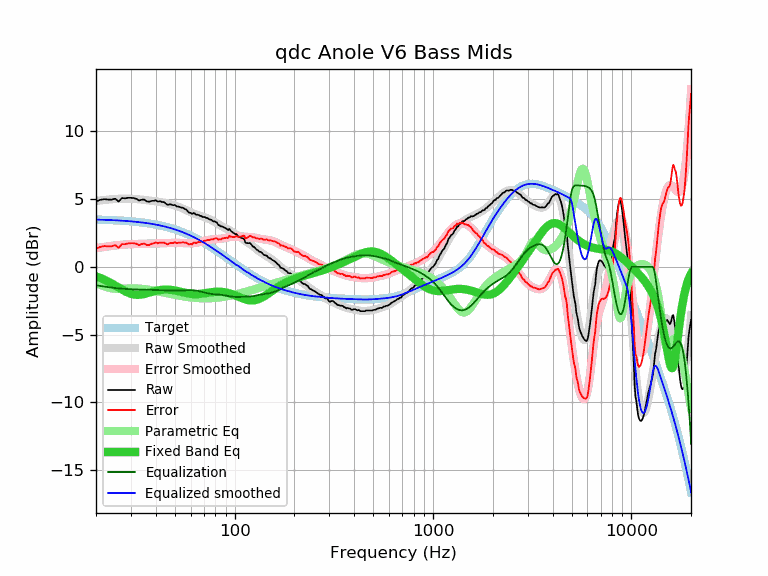 qdc Anole V6 Bass Mids
Amplitude (dBr)
10
5
0
−5
−10
−15
Target
Raw Smoothed
Error Smoothed
Raw
Error
Parametric Eq
Fixed Band Eq
Equalization
Equalized smoothed
100
1000
10000
Frequency (Hz)